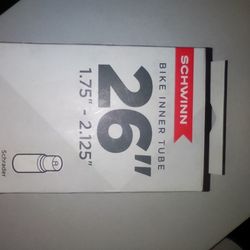 SCHWINN
BIKE INNER TUBE
26"
1.75" - 2.125"
Schrader